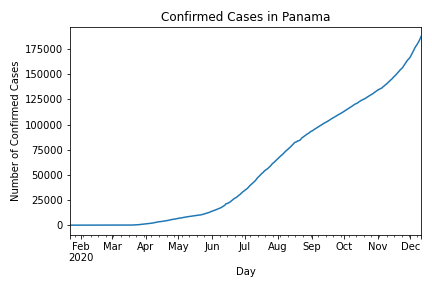 Confirmed Cases in Panama
Number of Confirmed Cases
175000
150000
125000
100000
75000
50000
25000
0
Feb Mar Apr May Jun Jul Aug Sep Oct Nov Dec
2020
Day